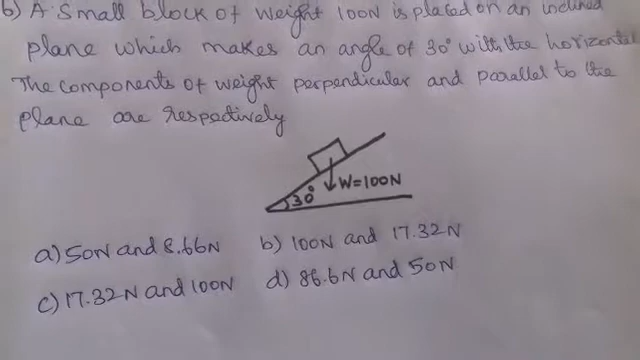 6) A Small block of weight 100N is placed on an inclined
plane which makes an angle of 30° with the horizontal
The components of weight perpendicular and parallel to the
plane are respectively
W=100N
30°
a) 50N and 8.66N b) 100N and 17.32N
c) 17.32N and 100N d) 86.6N and 50N